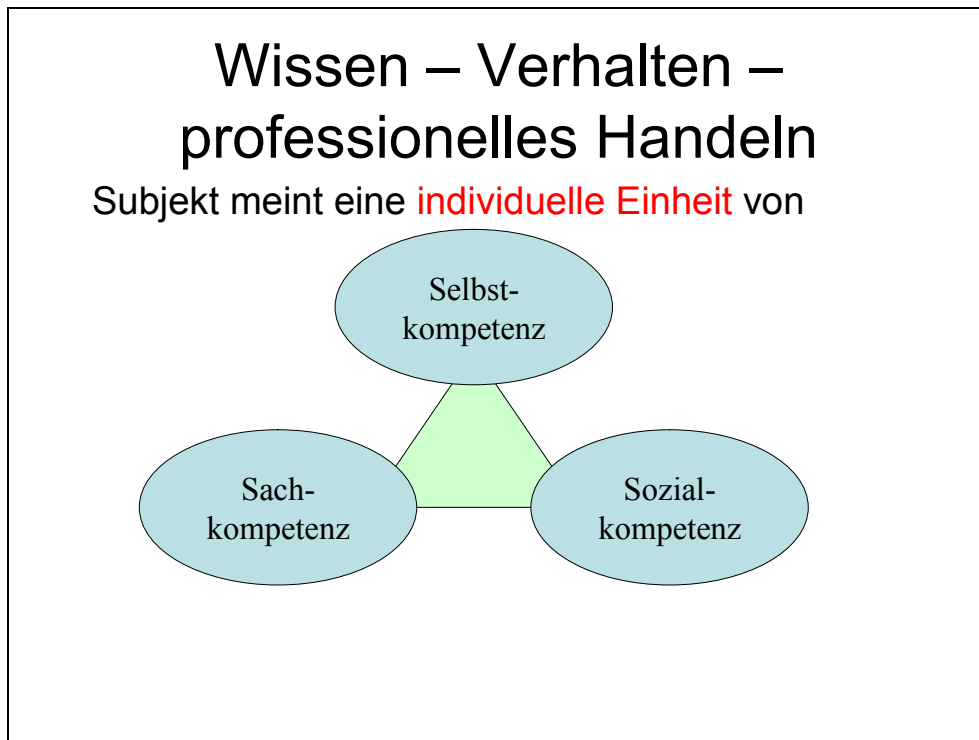 Wissen – Verhalten –
professionelles Handeln
Subjekt meint eine individuelle Einheit von
Selbst-
kompetenz
Sach-
kompetenz
Sozial-
kompetenz